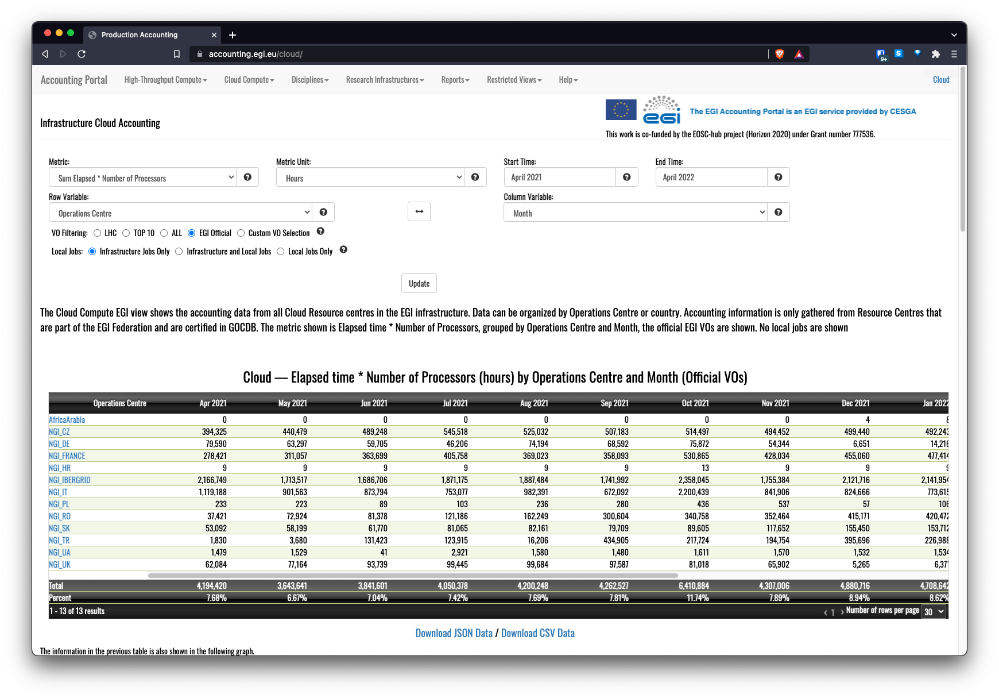 Production Accounting
accounting.egi.eu/cloud/
9+
S
Accounting Portal High-Throughput Compute Cloud Compute Disciplines Research Infrastructures Reports Restricted Views Help Cloud
egi The EGI Accounting Portal is an EGI service provided by CESGA
Infrastructure Cloud Accounting
This work is co-funded by the EOSC-hub project (Horizon 2020) under Grant number 777536.
Metric: Metric Unit: Start Time: End Time:
Sum Elapsed * Number of Processors Hours April 2021 April 2022
Row Variable: Column Variable:
Operations Centre Month
VO Filtering: LHC TOP 10 ALL EGI Official Custom VO Selection
Local Jobs: Infrastructure Jobs Only Infrastructure and Local Jobs Local Jobs Only
Update
The Cloud Compute EGI view shows the accounting data from all Cloud Resource centres in the EGI infrastructure. Data can be organized by Operations Centre or country. Accounting information is only gathered from Resource Centres that
are part of the EGI Federation and are certified in GOCDB. The metric shown is Elapsed time * Number of Processors, grouped by Operations Centre and Month, the official EGI VOs are shown. No local jobs are shown
Cloud — Elapsed time * Number of Processors (hours) by Operations Centre and Month (Official VOs)
Operations Centre Apr 2021 May 2021 Jun 2021 Jul 2021 Aug 2021 Sep 2021 Oct 2021 Nov 2021 Dec 2021 Jan 2022
AfricaArabia 0 0 0 0 0 0 0 0 4
NGI_CZ 394,325 440,479 489,248 545,518 525,032 507,183 514,497 494,452 499,440 492,243
NGI_DE 79,590 63,297 59,705 46,206 74,194 68,592 75,872 54,344 6,651 14,216
NGI_FRANCE 278,421 311,057 363,699 405,758 369,023 358,093 530,865 428,034 455,060 477,414
NGI_HR 9 9 9 9 9 9 13 9 9 9
NGI_IBERGRID 2,166,749 1,713,517 1,686,706 1,871,175 1,887,484 1,741,992 2,358,045 1,755,384 2,121,716 2,141,954
NGI_IT 1,119,188 901,563 873,794 753,077 982,391 672,092 2,200,439 841,906 824,666 773,615
NGI_PL 233 223 89 103 236 280 436 537 57 106
NGI_RO 37,421 72,924 81,378 121,186 162,249 300,604 340,758 352,464 415,171 420,472
NGI_SK 53,092 58,199 61,770 81,065 82,161 79,709 89,605 117,652 155,450 153,712
NGI_TR 1,830 3,680 131,423 123,915 16,206 434,905 217,724 194,754 395,696 226,988
NGI_UA 1,479 1,529 41 2,921 1,580 1,480 1,611 1,570 1,532 1,534
NGI_UK 62,084 77,164 93,739 99,445 99,684 97,587 81,018 65,902 5,265 6,371
Total 4,194,420 3,643,641 3,841,601 4,050,378 4,200,248 4,262,527 6,410,884 4,307,006 4,880,716 4,708,642
Percent 7.68% 6.67% 7.04% 7.42% 7.69% 7.81% 11.74% 7.89% 8.94% 8.62%
1 - 13 of 13 results ‹ 1 › Number of rows per page 30
Download JSON Data / Download CSV Data
The information in the previous table is also shown in the following graph.